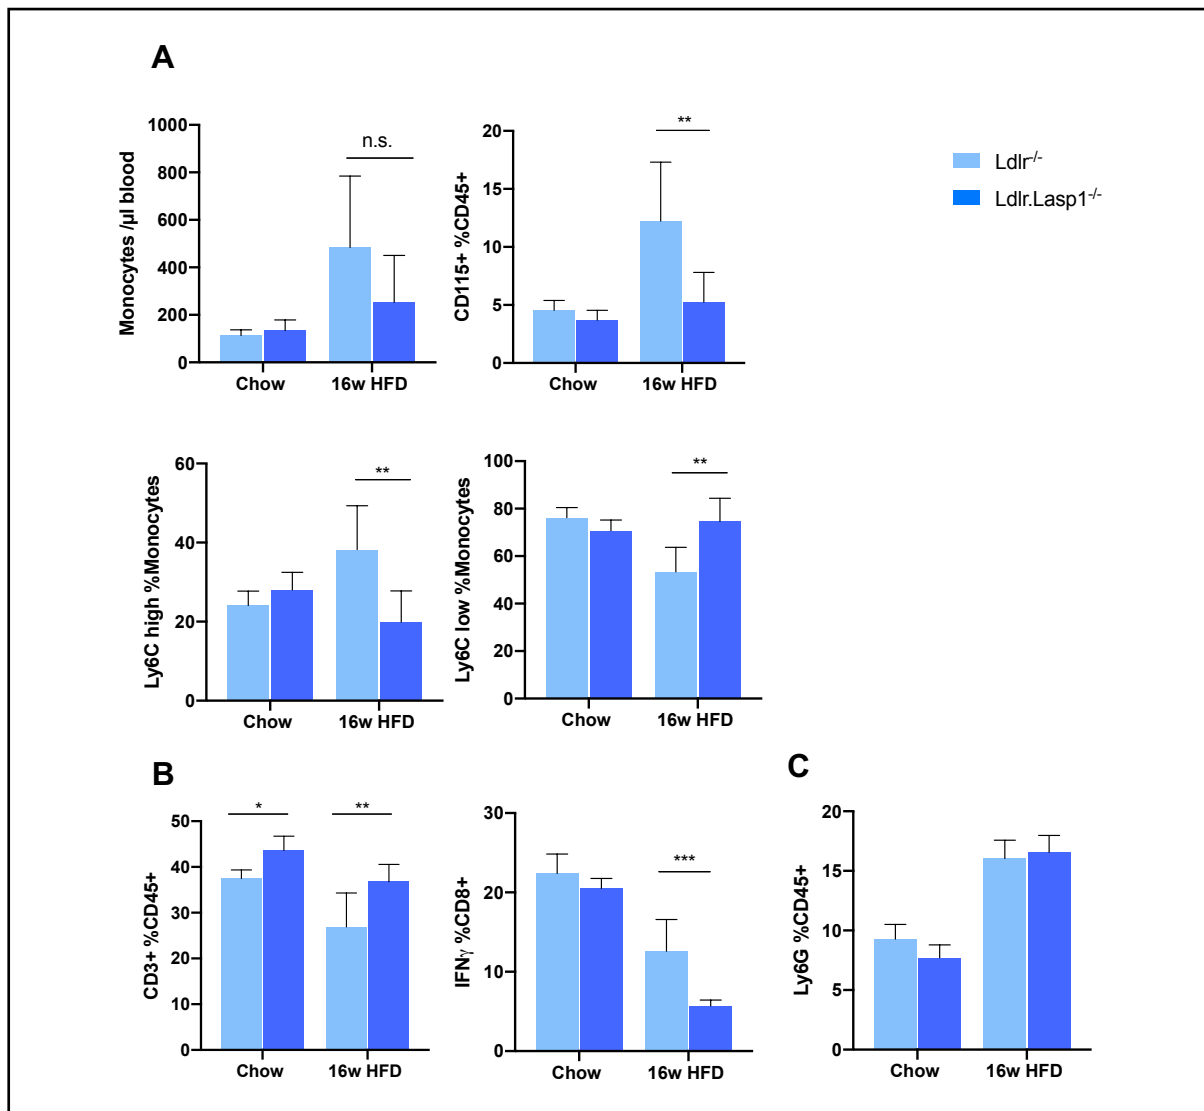 A
Monocytes /µl blood
1000
800
600
400
200
0
n.s.
Chow
16w HFD
CD115+ %CD45+
20
15
10
5
0
**
Chow
16w HFD
Ldlr-/-
Ldlr.Lasp1-/-
Ly6C high %Monocytes
60
40
20
0
**
Chow
16w HFD
Ly6C low %Monocytes
100
80
60
40
20
0
**
Chow
16w HFD
B
CD3+ %CD45+
50
40
30
20
10
0
*
**
Chow
16w HFD
IFNγ %CD8+
30
20
10
0
***
Chow
16w HFD
C
Ly6G %CD45+
20
15
10
5
0
Chow
16w HFD